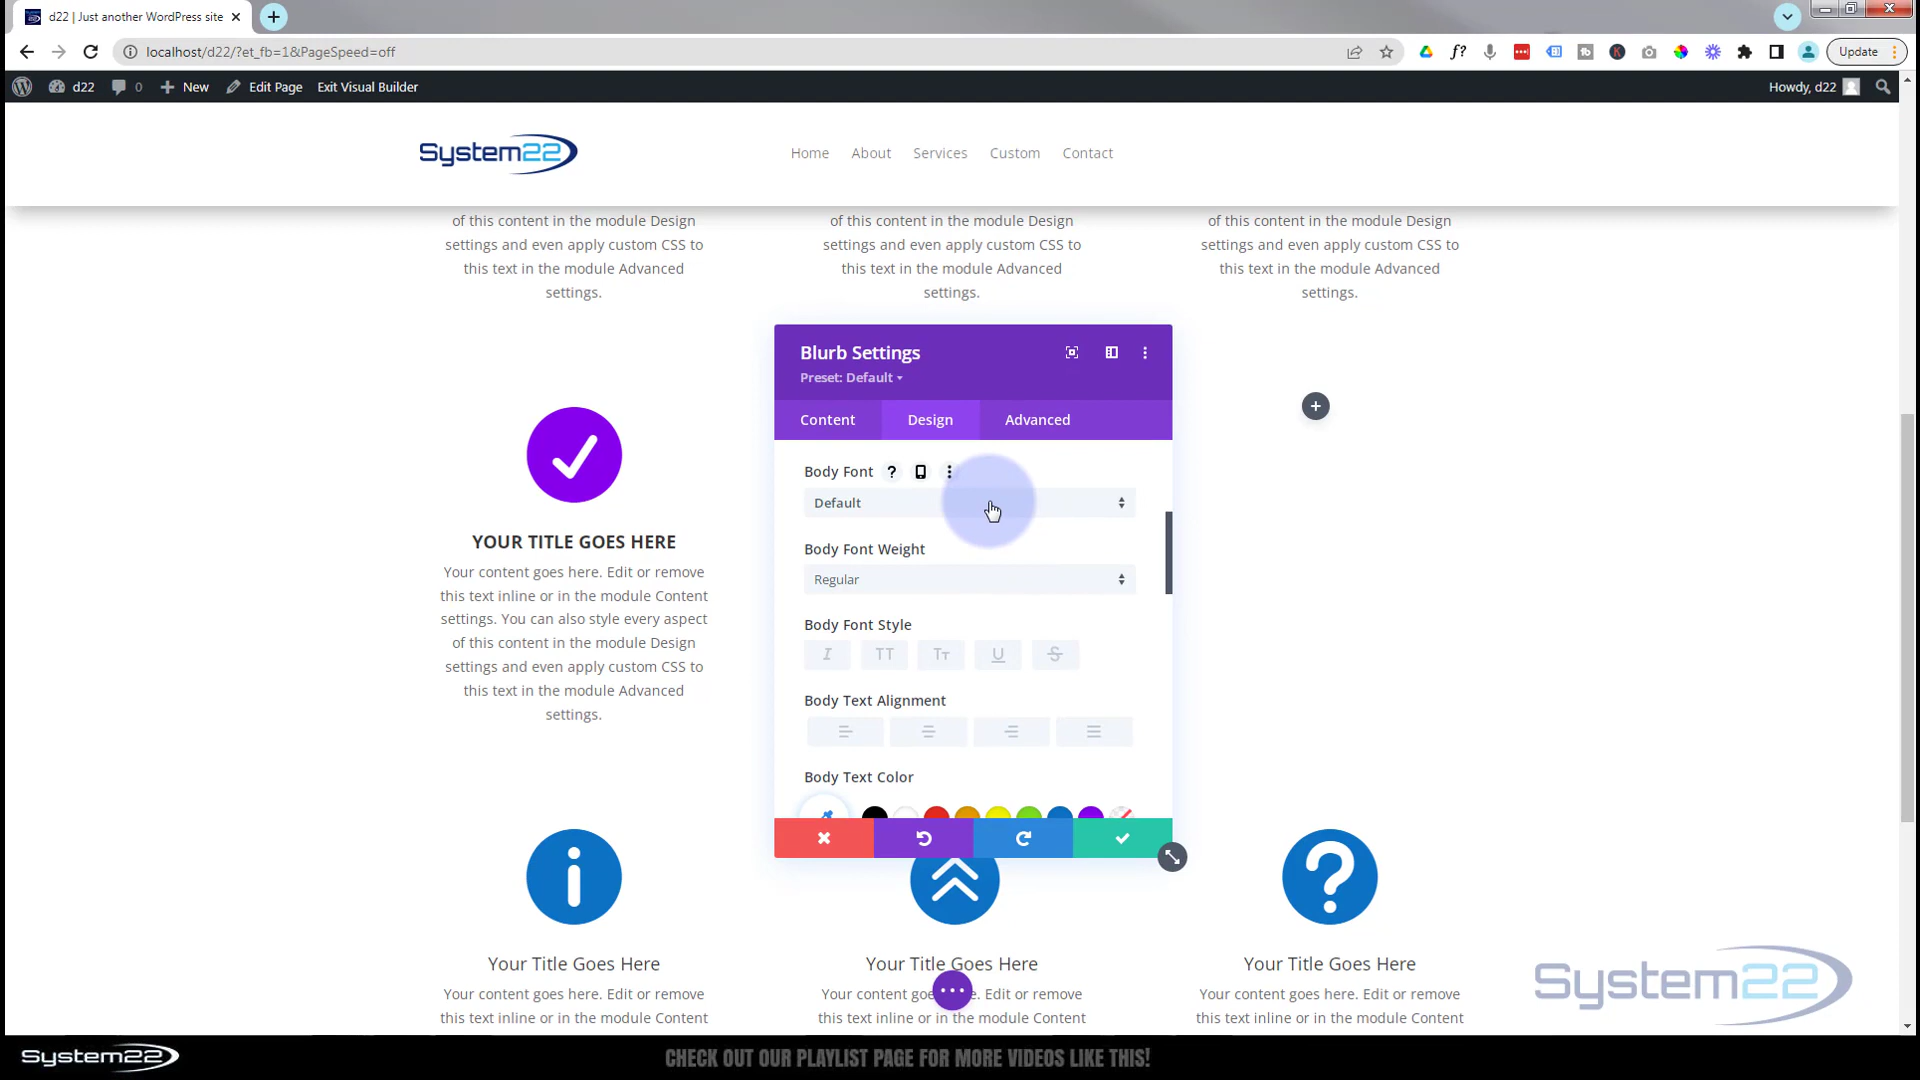 d22 | Just another WordPress site
localhost/d22/?et_fb=1&PageSpeed=off
Update
d22 0 New Edit Page Exit Visual Builder
Howdy, d22
System22
Home About Services Custom Contact
of this content in the module Design
settings and even apply custom CSS to
this text in the module Advanced
settings.
of this content in the module Design
settings and even apply custom CSS to
this text in the module Advanced
settings.
of this content in the module Design
settings and even apply custom CSS to
this text in the module Advanced
settings.
YOUR TITLE GOES HERE
Your content goes here. Edit or remove
this text inline or in the module Content
settings. You can also style every aspect
of this content in the module Design
settings and even apply custom CSS to
this text in the module Advanced
settings.
Blurb Settings
Preset: Default
Content Design Advanced
Body Font ?
Default
Body Font Weight
Regular
Body Font Style
I TT Tт U S
Body Text Alignment
Body Text Color
i
?
Your Title Goes Here
Your content goes here. Edit or remove
this text inline or in the module Content
Your Title Goes Here
Your content goes here. Edit or remove
this text inline or in the module Content
Your Title Goes Here
Your content goes here. Edit or remove
this text inline or in the module Content
System22
System22
CHECK OUT OUR PLAYLIST PAGE FOR MORE VIDEOS LIKE THIS!